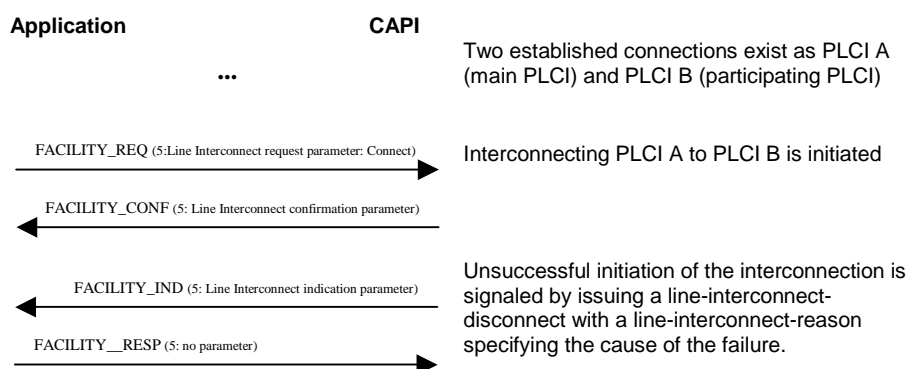 Application CAPI
Two established connections exist as PLCI A
(main PLCI) and PLCI B (participating PLCI)
...
FACILITY_REQ (5:Line Interconnect request parameter: Connect)
Interconnecting PLCI A to PLCI B is initiated
FACILITY_CONF (5: Line Interconnect confirmation parameter)
FACILITY_IND (5: Line Interconnect indication parameter)
Unsuccessful initiation of the interconnection is
signaled by issuing a line-interconnect-
disconnect with a line-interconnect-reason
specifying the cause of the failure.
FACILITY__RESP (5: no parameter)